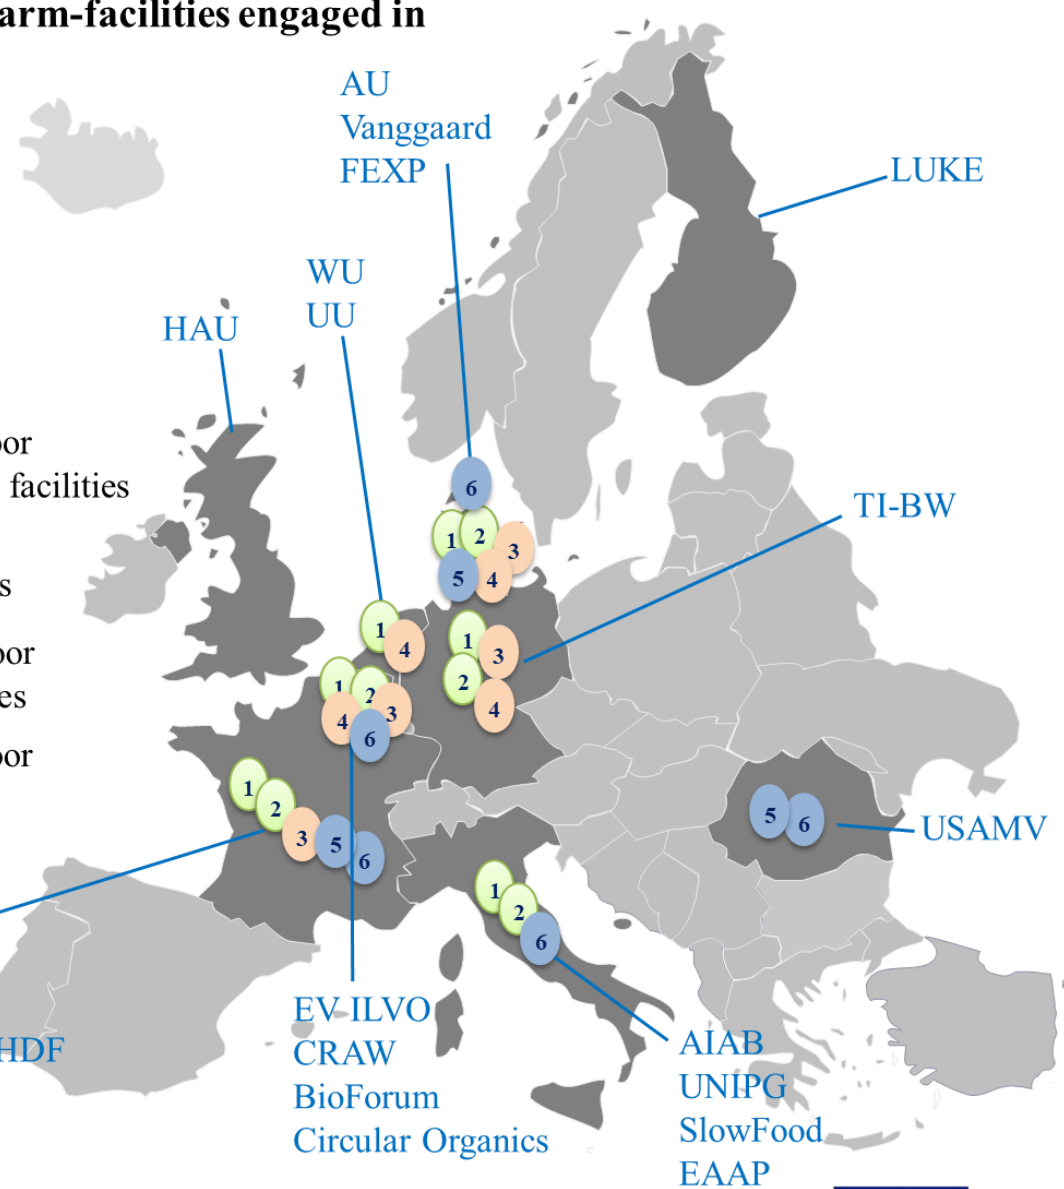 arm-facilities engaged in
AU
Vanggaard
FEXP
LUKE
WU
UU
HAU
oor
facilities
6
TI-BW
1 2 3
5 4
s
1 4
1 3
2
4
oor
es
1 2
4 3
6
oor
1
2
3 5 6
5 6
USAMV
1
2
6
HDF
EV ILVO
CRAW
BioForum
Circular Organics
AIAB
UNIPG
SlowFood
EAAP